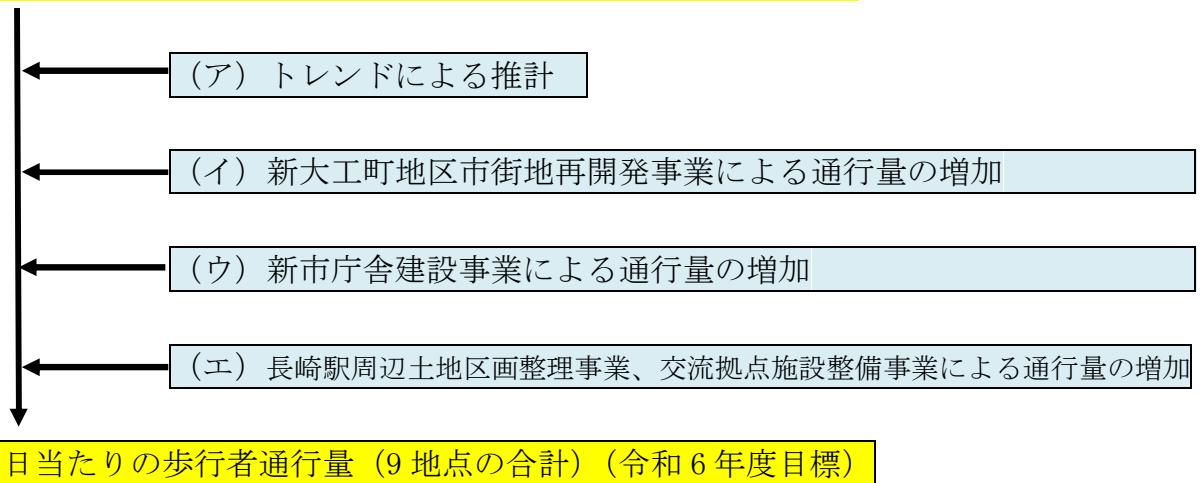 (ア)トレンドによる推計
(イ)新大工町地区市街地再開発事業による通行量の増加
(ウ)新市庁舎建設事業による通行量の増加
(エ)長崎駅周辺土地区画整理事業、交流拠点施設整備事業による通行量の増加
日当たりの歩行者通行量(9 地点の合計)(令和 6 年度目標)